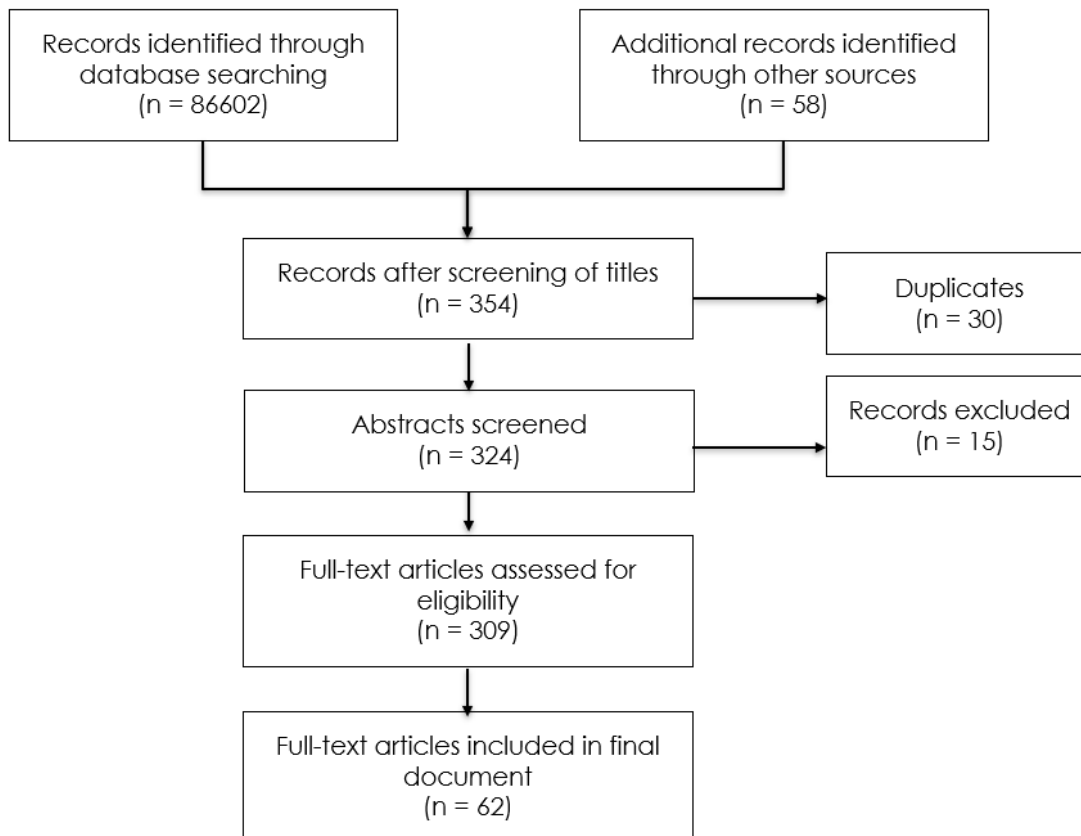 Records identified through
database searching
(n = 86602)
Additional records identified
through other sources
(n = 58)
Records after screening of titles
(n = 354)
Duplicates
(n = 30)
Abstracts screened
(n = 324)
Records excluded
(n = 15)
Full-text articles assessed for
eligibility
(n = 309)
Full-text articles included in final
document
(n = 62)